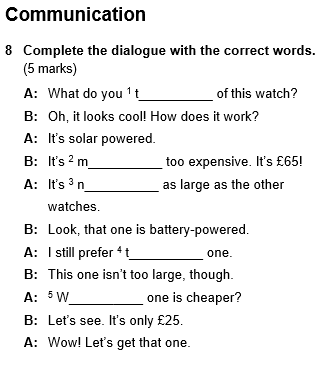 Communication
8 Complete the dialogue with the correct words.
(5 marks)
A: What do you ¹ t__________ of this watch?
B: Oh, it looks cool! How does it work?
A: It's solar powered.
B: It's ² m__________ too expensive. It's £65!
A: It's ³ n__________ as large as the other
watches.
B: Look, that one is battery-powered.
A: I still prefer ⁴ t__________ one.
B: This one isn't too large, though.
A: ⁵ W__________ one is cheaper?
B: Let's see. It's only £25.
A: Wow! Let's get that one.